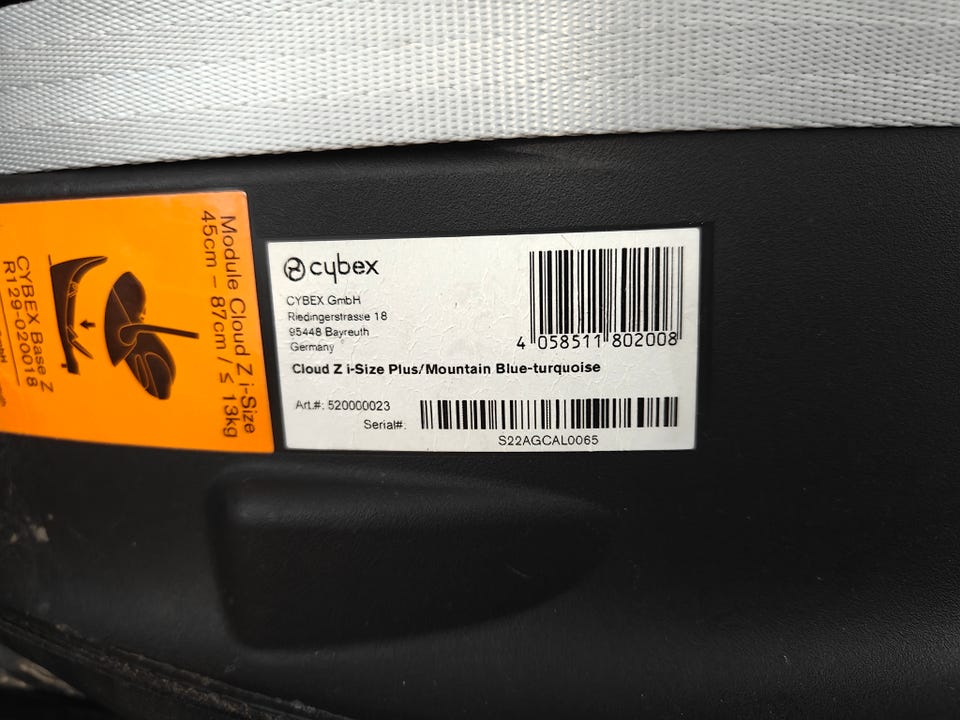 Module Cloud Z i-Size
45cm – 87cm / ≤ 13kg
CYBEX Base Z
R129-020018
cybex
CYBEX GmbH
Riedingerstrasse 18
95448 Bayreuth
Germany
4 058511 802008
Cloud Z i-Size Plus/Mountain Blue-turquoise
Art.#: 520000023
Serial#:
S22AGCAL0065